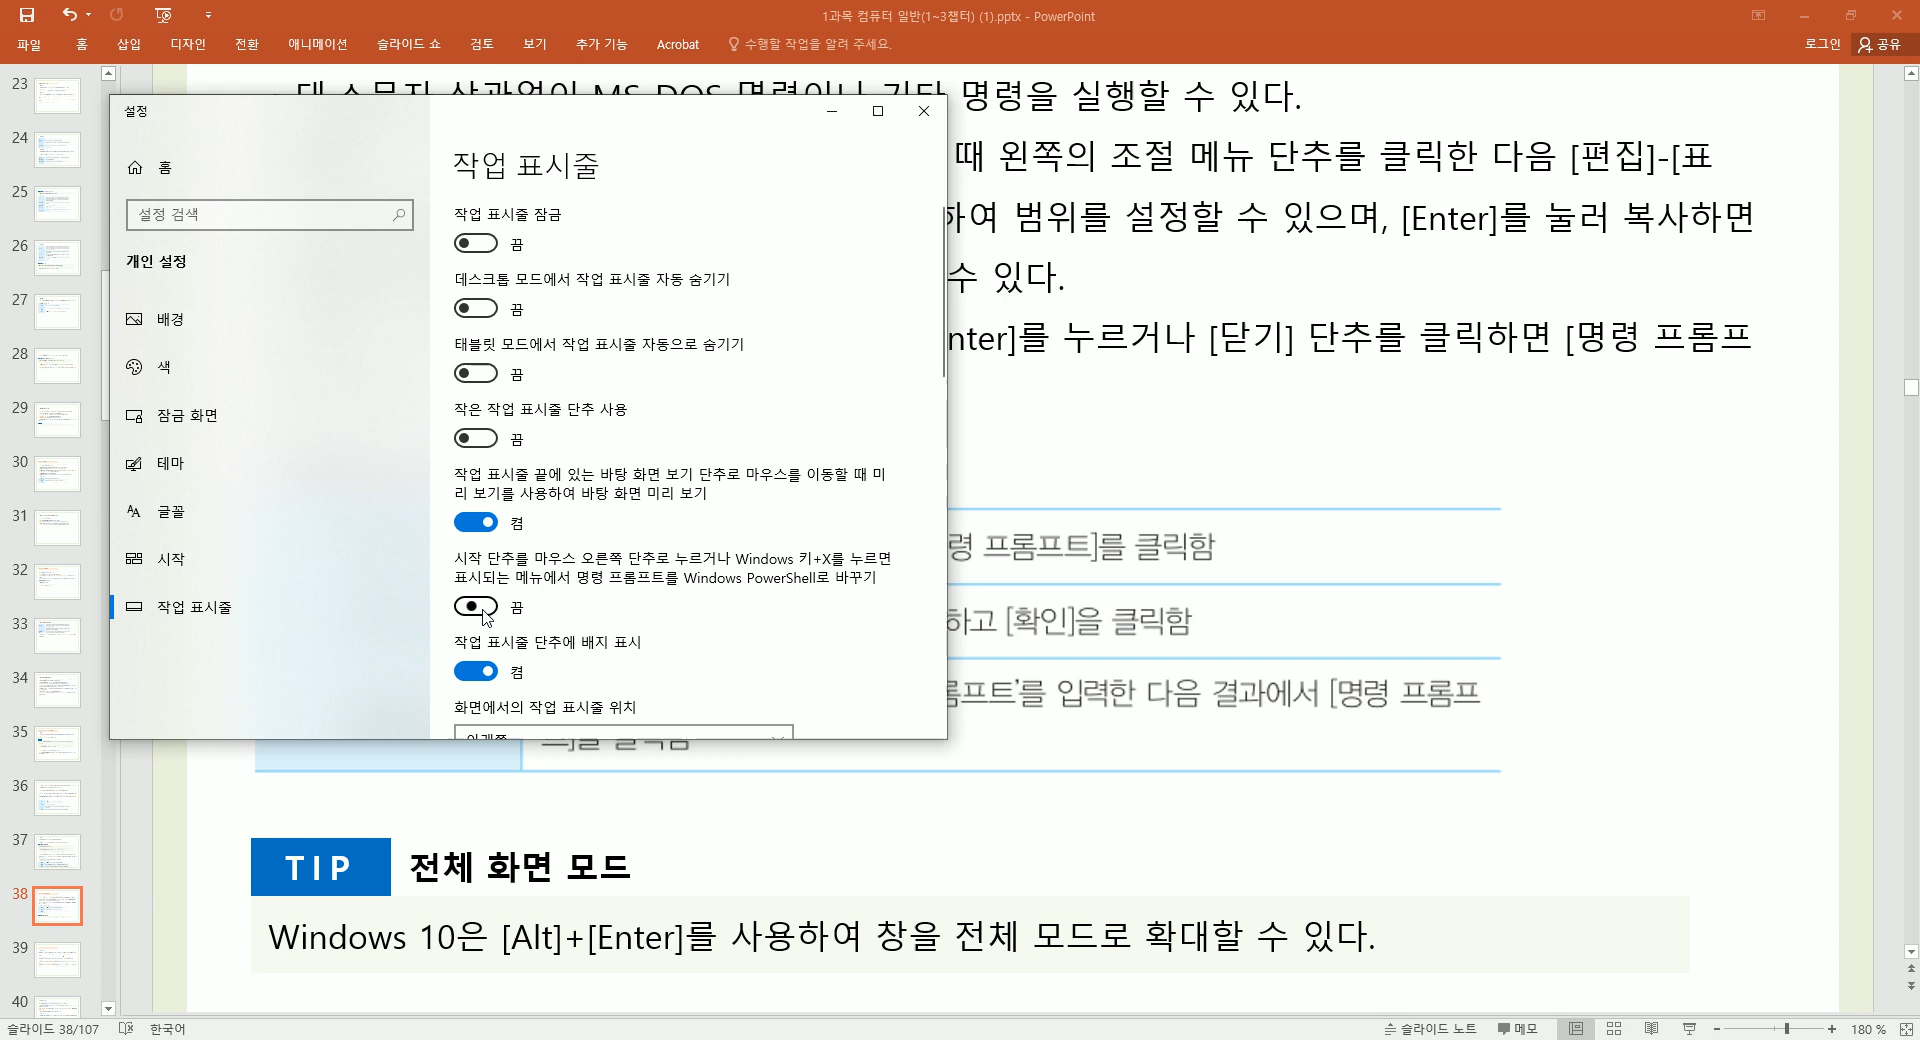 1과목 컴퓨터 일반(1~3챕터) (1).pptx - PowerPoint
파일 홈 삽입 디자인 전환 애니메이션 슬라이드 쇼 검토 보기 추가 기능 Acrobat 수행할 작업을 알려 주세요. 로그인 공유
23
24
25
26
27
28
29
30
31
32
33
34
35
36
37
38
39
40
설정
홈
설정 검색
개인 설정
배경
색
잠금 화면
테마
글꼴
시작
작업 표시줄
작업 표시줄
작업 표시줄 잠금
끔
데스크톱 모드에서 작업 표시줄 자동 숨기기
끔
태블릿 모드에서 작업 표시줄 자동으로 숨기기
끔
작은 작업 표시줄 단추 사용
끔
작업 표시줄 끝에 있는 바탕 화면 보기 단추로 마우스를 이동할 때 미
리 보기를 사용하여 바탕 화면 미리 보기
켬
시작 단추를 마우스 오른쪽 단추로 누르거나 Windows 키+X를 누르면
표시되는 메뉴에서 명령 프롬프트를 Windows PowerShell로 바꾸기
끔
작업 표시줄 단추에 배지 표시
켬
화면에서의 작업 표시줄 위치
명령을 실행할 수 있다.
때 왼쪽의 조절 메뉴 단추를 클릭한 다음 [편집]-[표
하여 범위를 설정할 수 있으며, [Enter]를 눌러 복사하면
수 있다.
nter]를 누르거나 [닫기] 단추를 클릭하면 [명령 프롬프
령 프롬프트]를 클릭함
하고 [확인]을 클릭함
롬프트'를 입력한 다음 결과에서 [명령 프롬프
TIP 전체 화면 모드
Windows 10은 [Alt]+[Enter]를 사용하여 창을 전체 모드로 확대할 수 있다.
슬라이드 38/107 한국어 슬라이드 노트 메모 180 %